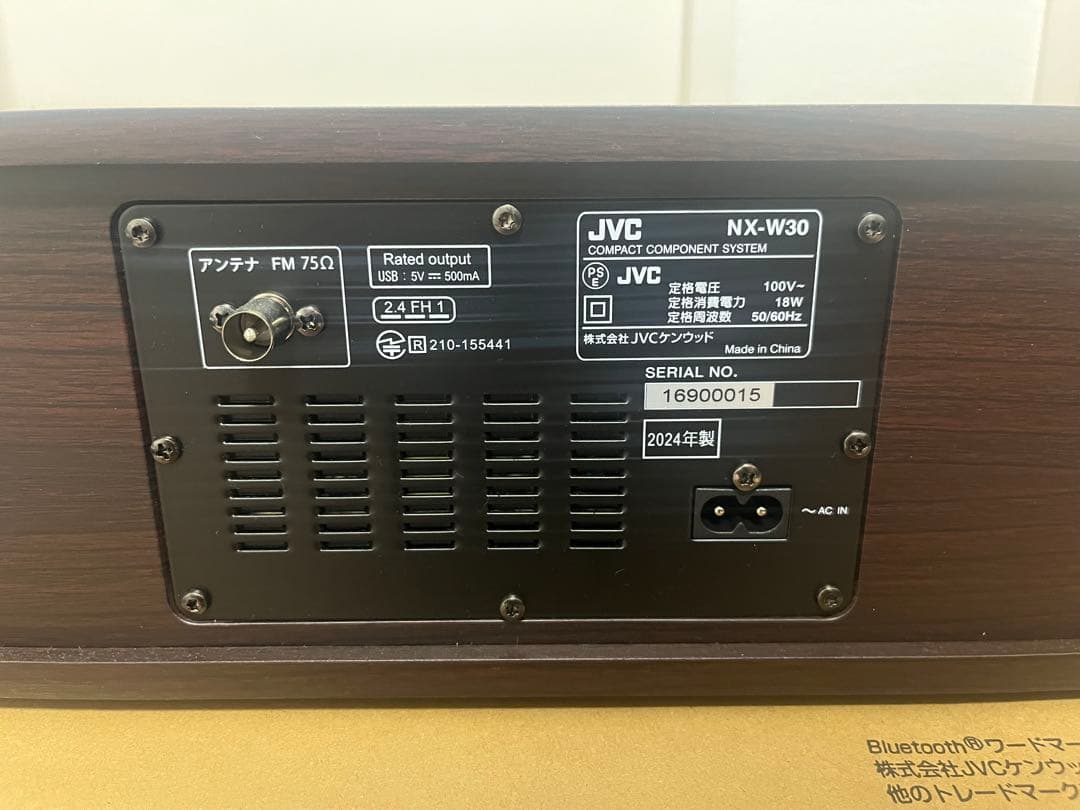 アンテナ FM 75Ω
Rated output
USB : 5V ⎓ 500mA
2.4 FH 1
R 210-155441
JVC NX-W30
COMPACT COMPONENT SYSTEM
PS
E
JVC
定格電圧 100V~
定格消費電力 18W
定格周波数 50/60Hz
株式会社JVCケンウッド
Made in China
SERIAL NO.
16900015
2024年製
~ AC IN
Bluetooth®ワードマー
株式会社JVCケンウッ
他のトレードマーク